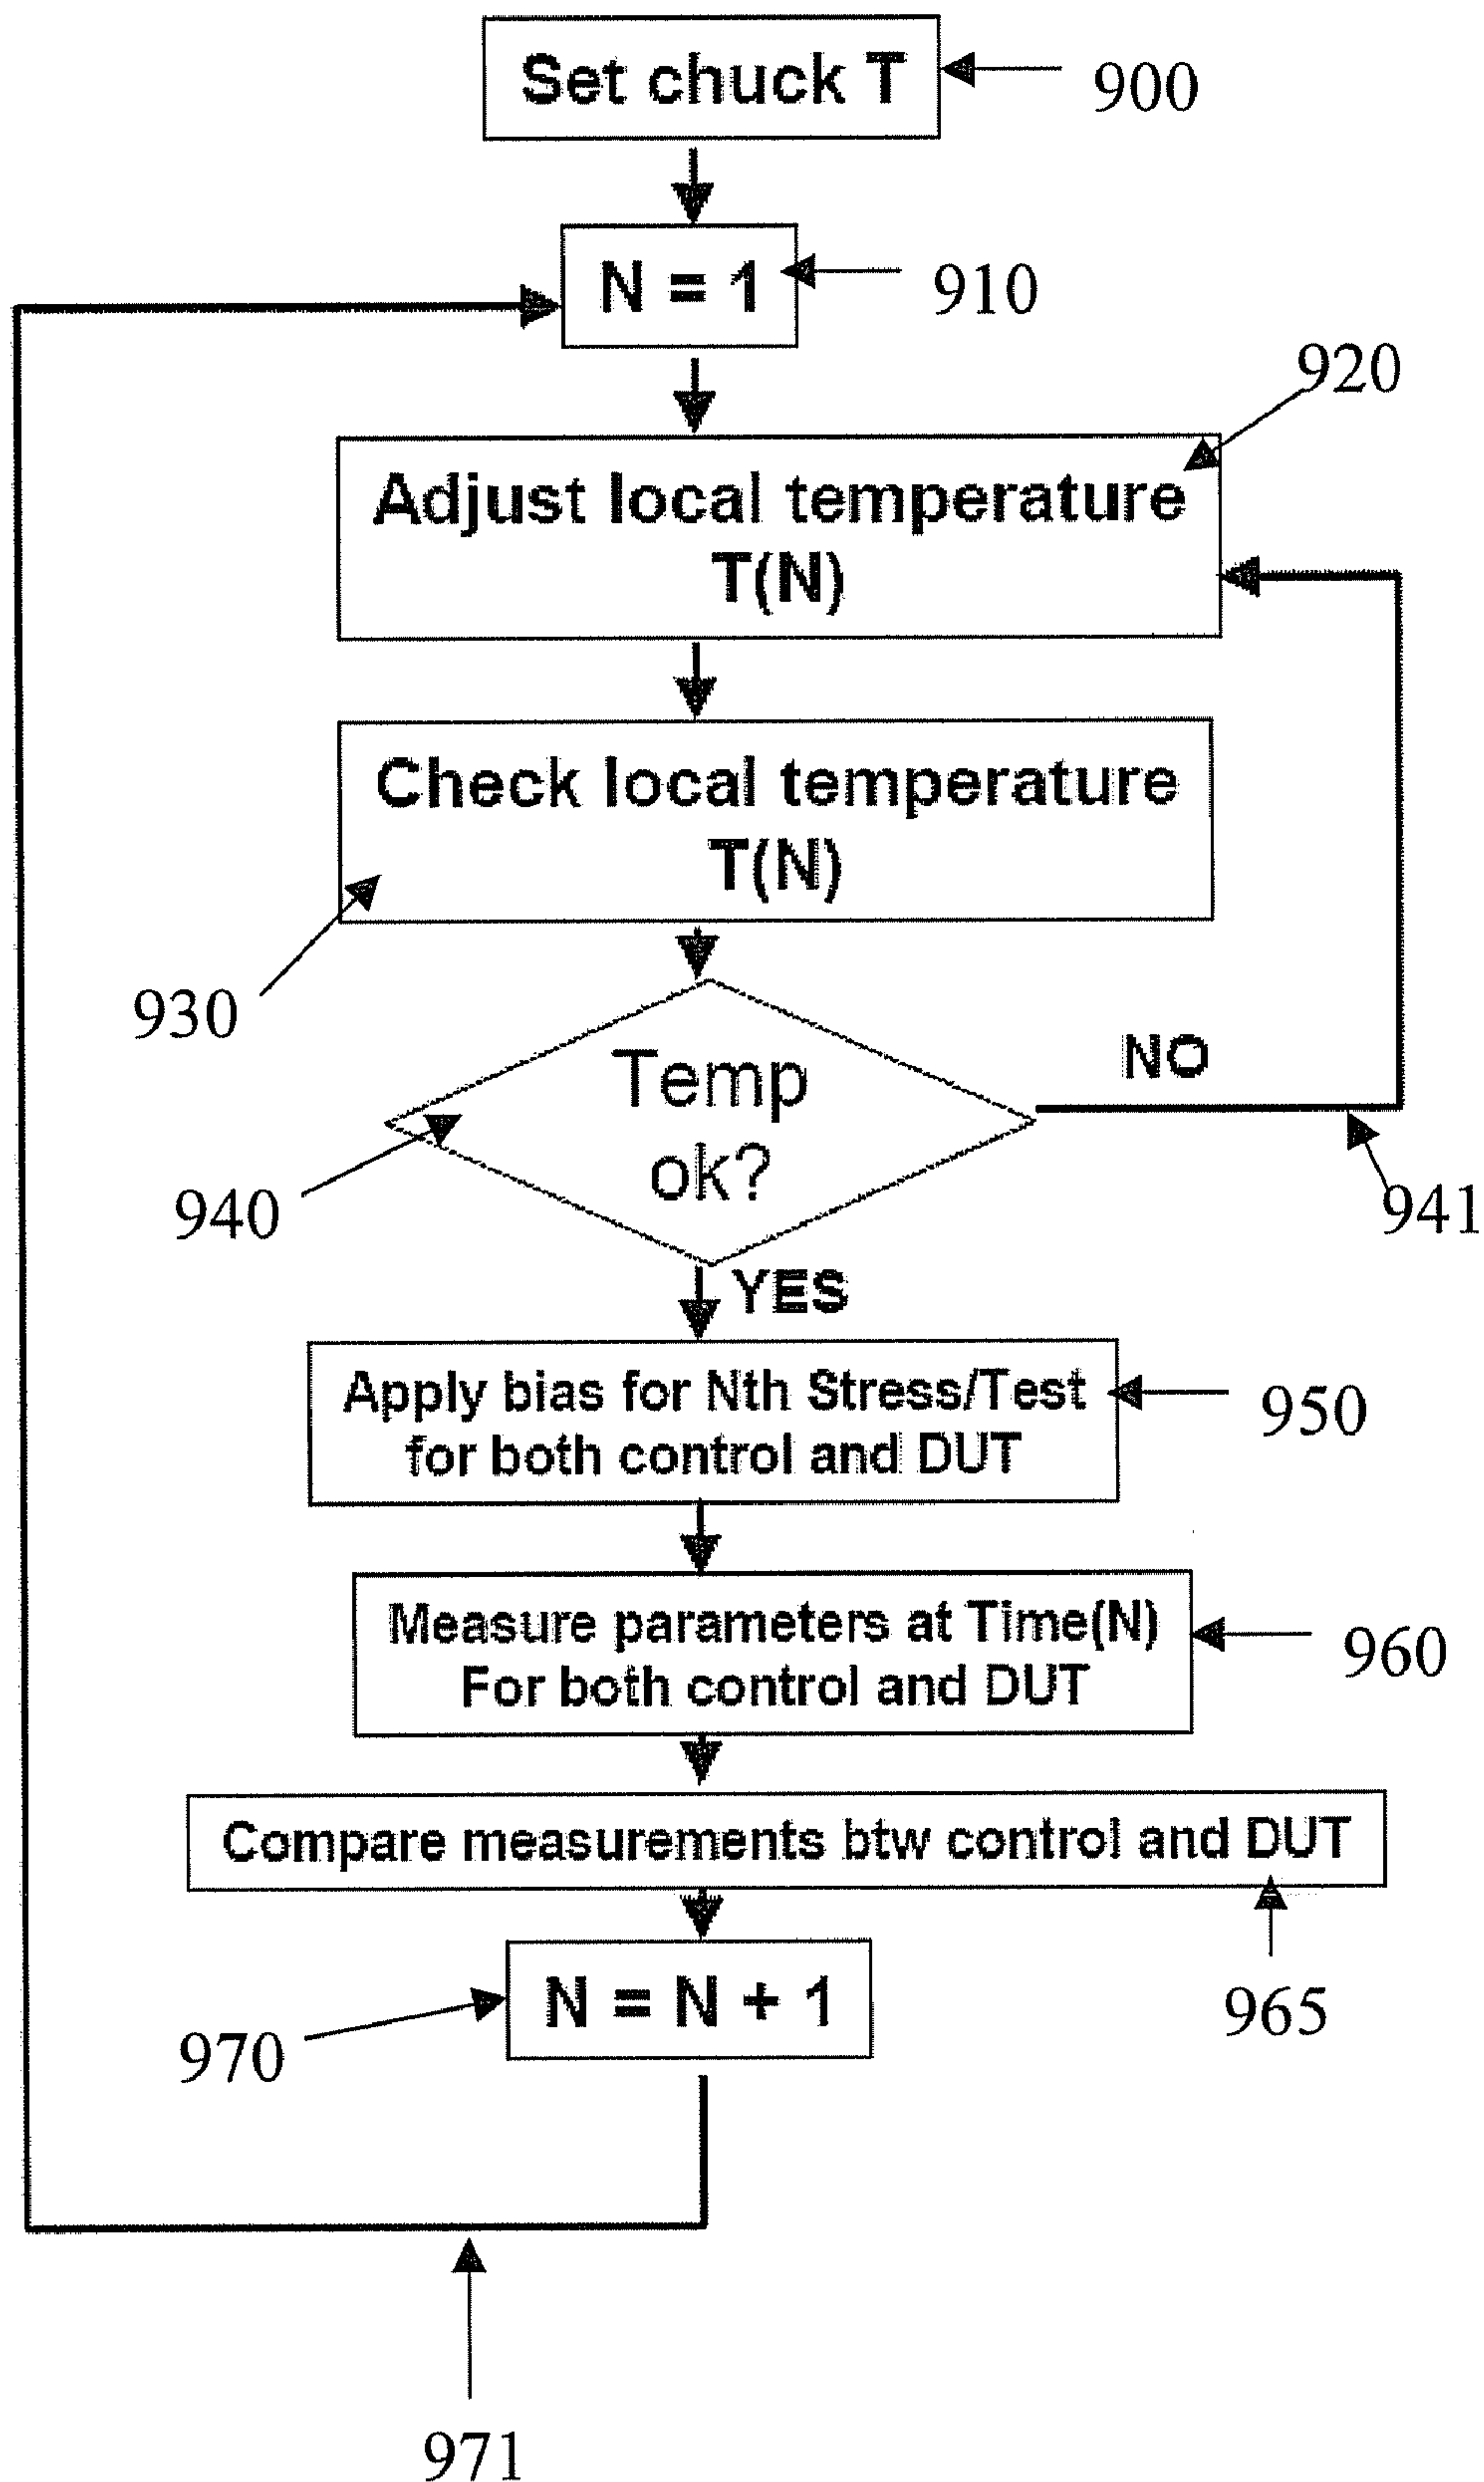 Set chuck T
900
N = 1
910
920
Adjust local temperature
T(N)
Check local temperature
T(N)
930
Temp
ok?
NO
940
941
YES
Apply bias for Nth Stress/Test
for both control and DUT
950
Measure parameters at Time(N)
For both control and DUT
960
Compare measurements btw control and DUT
965
N = N + 1
970
971